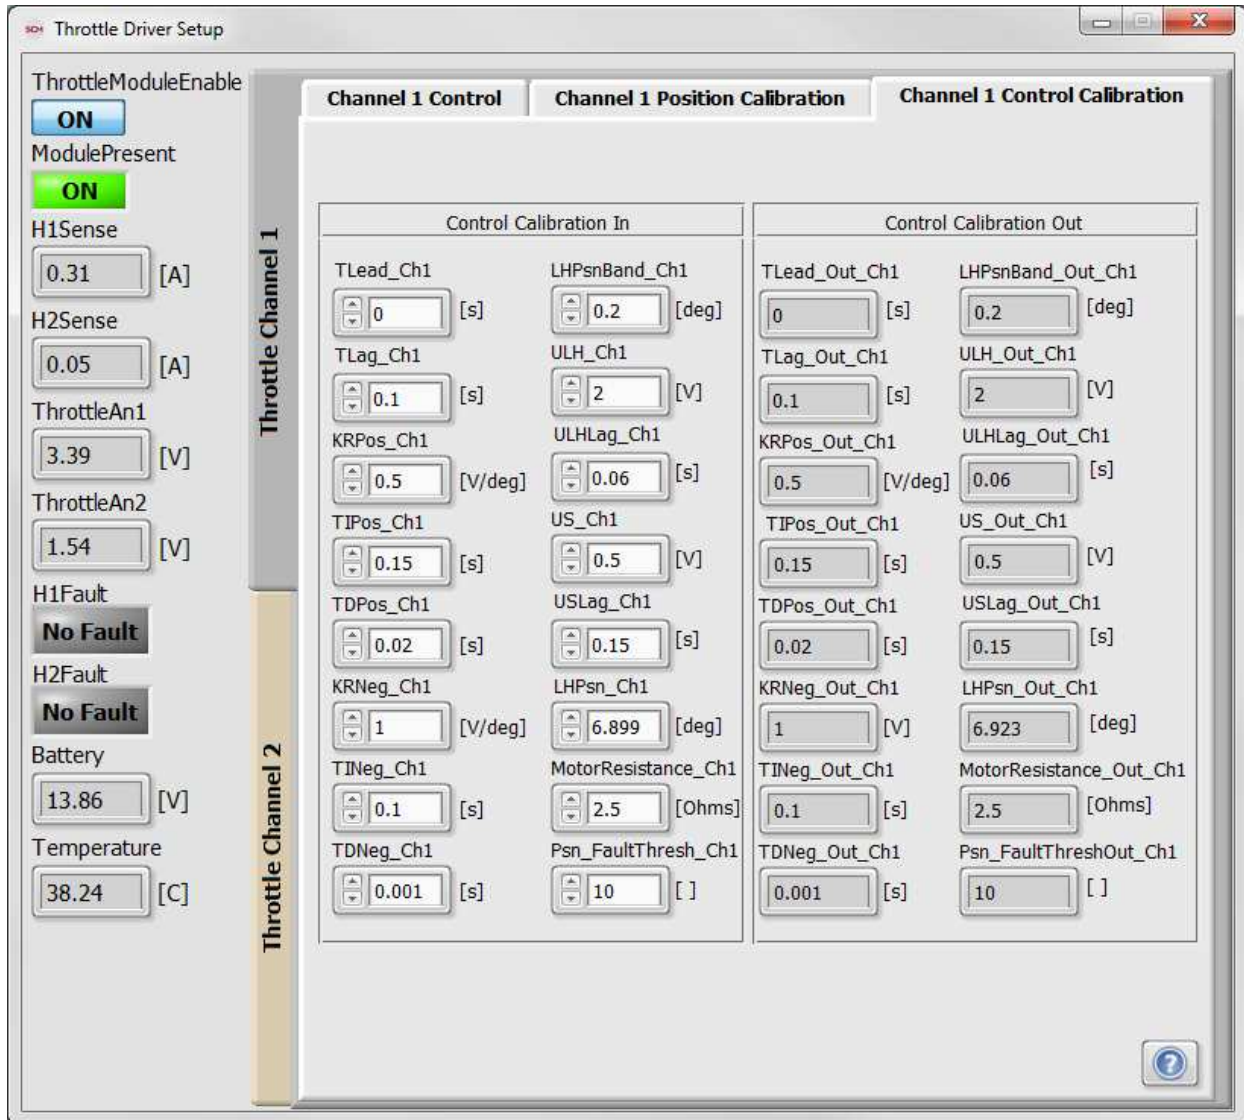 Throttle Driver Setup
ThrottleModuleEnable
ON
ModulePresent
ON
H1Sense
0.31 [A]
H2Sense
0.05 [A]
ThrottleAn1
3.39 [V]
ThrottleAn2
1.54 [V]
H1Fault
No Fault
H2Fault
No Fault
Battery
13.86 [V]
Temperature
38.24 [C]
Throttle Channel 1
Throttle Channel 2
Channel 1 Control
Channel 1 Position Calibration
Channel 1 Control Calibration
Control Calibration In
TLead_Ch1
0 [s]
TLag_Ch1
0.1 [s]
KRPos_Ch1
0.5 [V/deg]
TIPos_Ch1
0.15 [s]
TDPos_Ch1
0.02 [s]
KRNeg_Ch1
1 [V/deg]
TINeg_Ch1
0.1 [s]
TDNeg_Ch1
0.001 [s]
LHPsnBand_Ch1
0.2 [deg]
ULH_Ch1
2 [V]
ULHLag_Ch1
0.06 [s]
US_Ch1
0.5 [V]
USLag_Ch1
0.15 [s]
LHPsn_Ch1
6.899 [deg]
MotorResistance_Ch1
2.5 [Ohms]
Psn_FaultThresh_Ch1
10 [ ]
Control Calibration Out
TLead_Out_Ch1
0 [s]
TLag_Out_Ch1
0.1 [s]
KRPos_Out_Ch1
0.5 [V/deg]
TIPos_Out_Ch1
0.15 [s]
TDPos_Out_Ch1
0.02 [s]
KRNeg_Out_Ch1
1 [V]
TINeg_Out_Ch1
0.1 [s]
TDNeg_Out_Ch1
0.001 [s]
LHPsnBand_Out_Ch1
0.2 [deg]
ULH_Out_Ch1
2 [V]
ULHLag_Out_Ch1
0.06 [s]
US_Out_Ch1
0.5 [V]
USLag_Out_Ch1
0.15 [s]
LHPsn_Out_Ch1
6.923 [deg]
MotorResistance_Out_Ch1
2.5 [Ohms]
Psn_FaultThreshOut_Ch1
10 [ ]
?